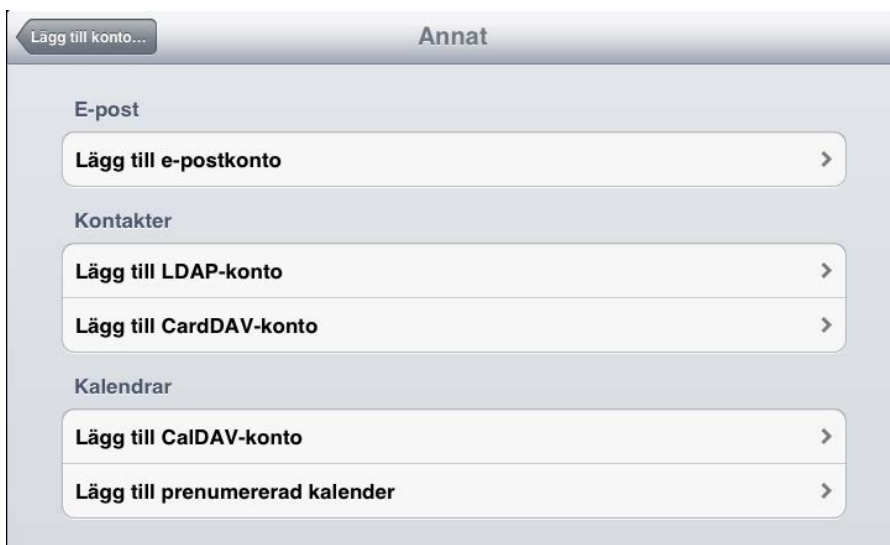 Lägg till konto...
Annat
E-post
Lägg till e-postkonto
Kontakter
Lägg till LDAP-konto
Lägg till CardDAV-konto
Kalendrar
Lägg till CalDAV-konto
Lägg till prenumererad kalender